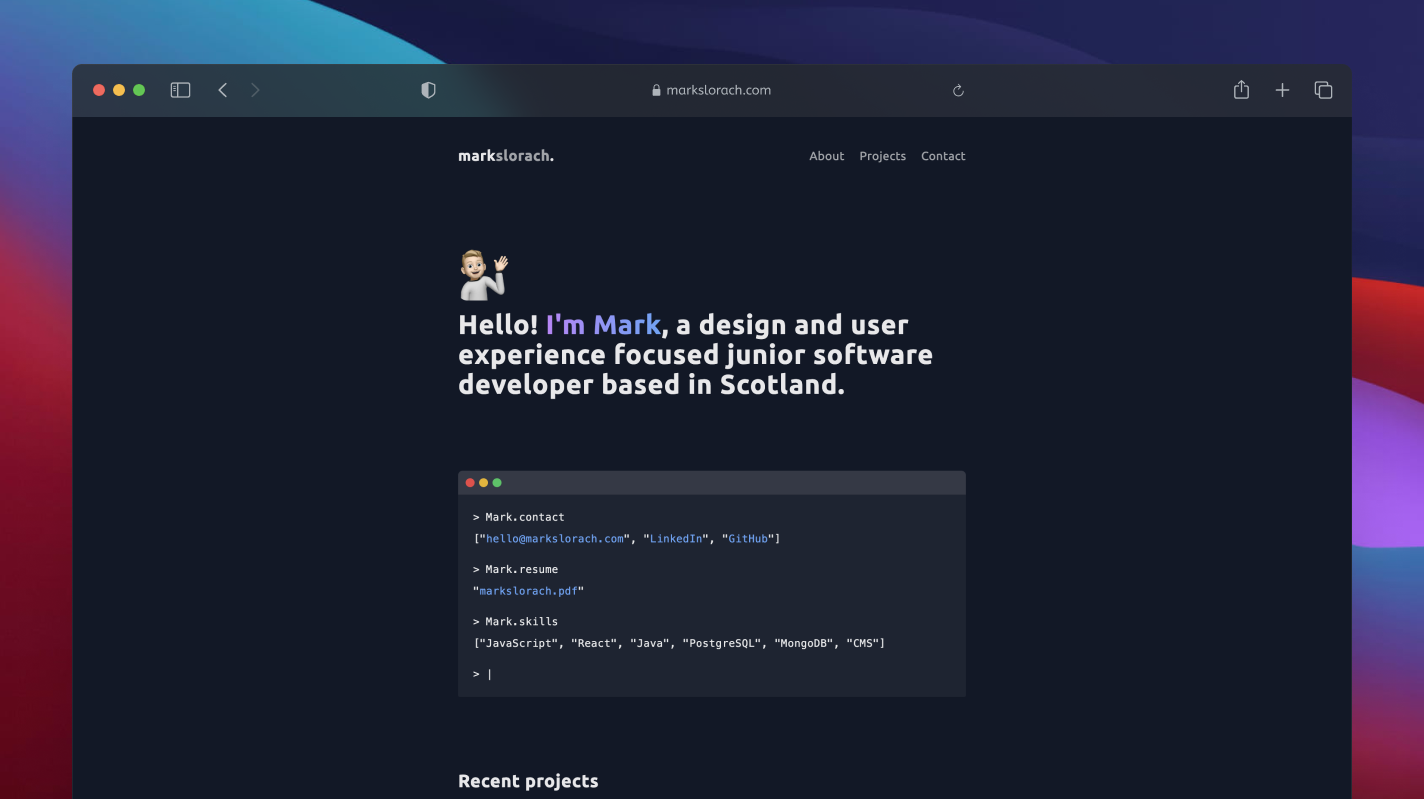 markslorach.com
markslorach.
About Projects Contact
Hello! I'm Mark, a design and user
experience focused junior software
developer based in Scotland.
> Mark.contact
["hello@markslorach.com", "LinkedIn", "GitHub"]
> Mark.resume
"markslorach.pdf"
> Mark.skills
["JavaScript", "React", "Java", "PostgreSQL", "MongoDB", "CMS"]
> |
Recent projects